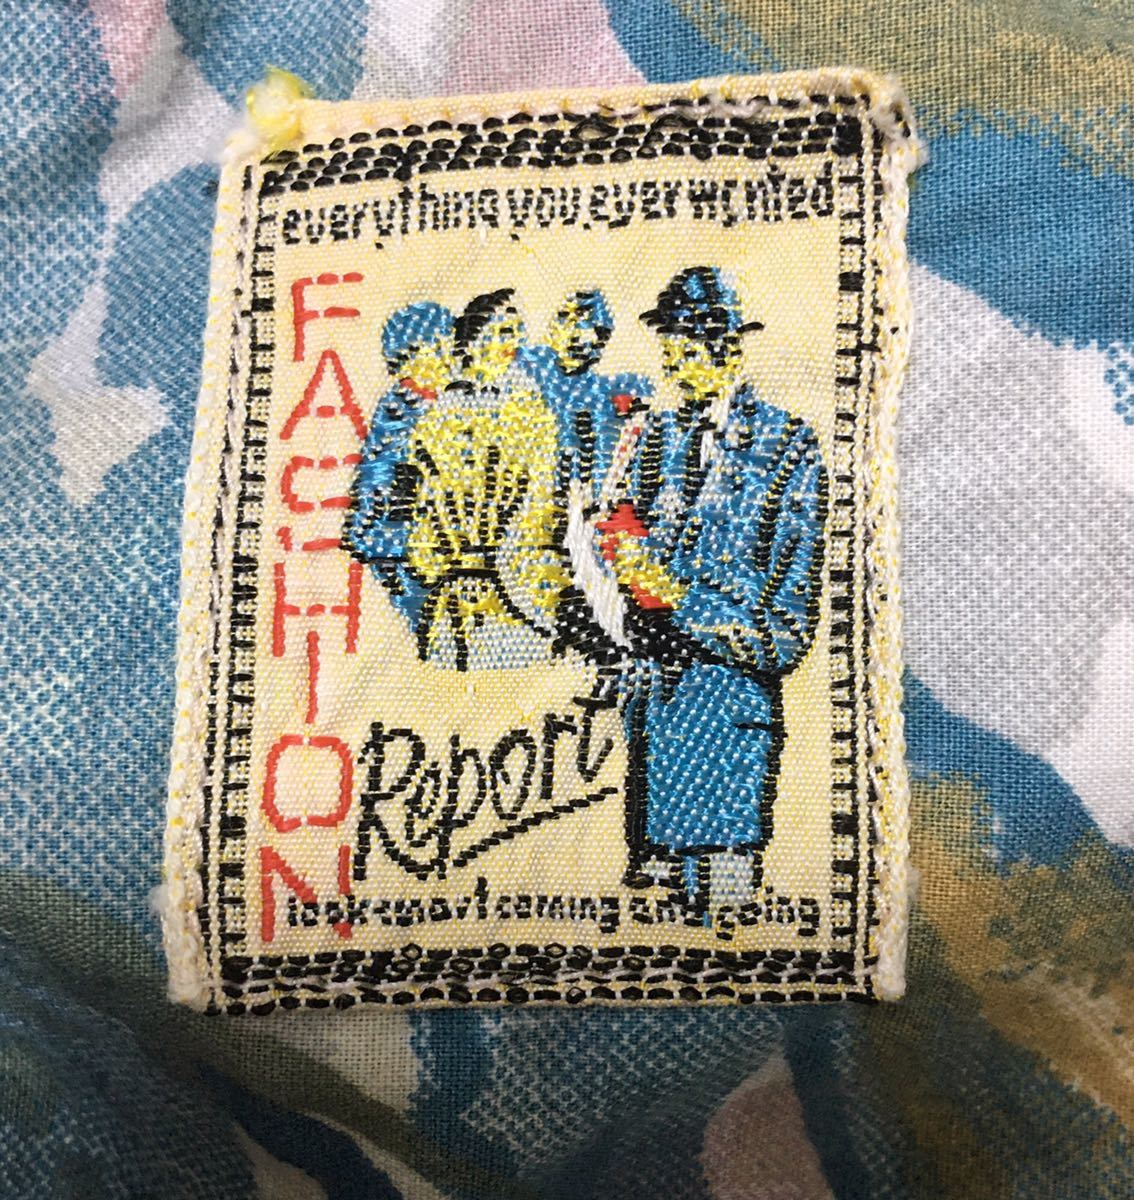 everything you ever wanted
FASHION
Report
look smart coming and going